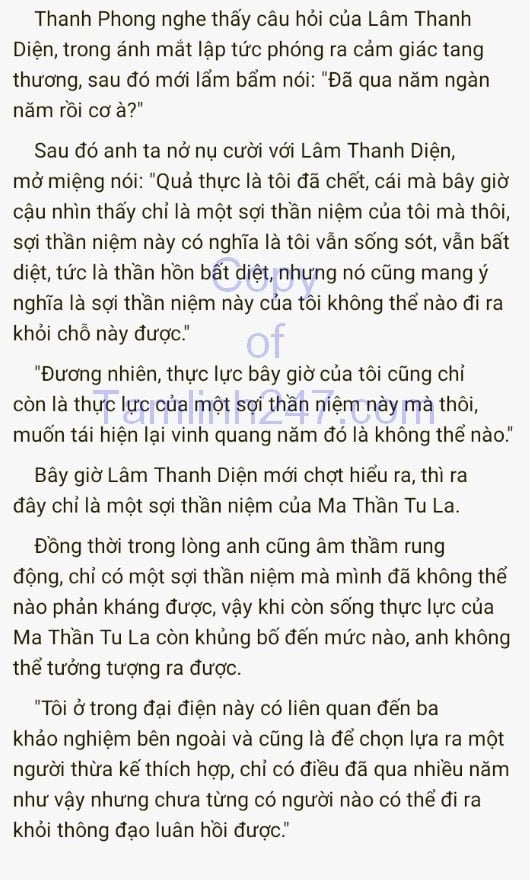 Thanh Phong nghe thấy câu hỏi của Lâm Thanh
Diện, trong ánh mắt lập tức phóng ra cảm giác tang
thương, sau đó mới lẩm bẩm nói: "Đã qua năm ngàn
năm rồi cơ à?"
Sau đó anh ta nở nụ cười với Lâm Thanh Diện,
mở miệng nói: "Quả thực là tôi đã chết, cái mà bây giờ
cậu nhìn thấy chỉ là một sợi thần niệm của tôi mà thôi,
sợi thần niệm này có nghĩa là tôi vẫn sống sót, vẫn bất
diệt, tức là thần hồn bất diệt, nhưng nó cũng mang ý
nghĩa là sợi thần niệm này của tôi không thể nào đi ra
khỏi chỗ này được."
"Đương nhiên, thực lực bây giờ của tôi cũng chỉ
còn là thực lực của một sợi thần niệm này mà thôi,
muốn tái hiện lại vinh quang năm đó là không thể nào."
Bây giờ Lâm Thanh Diện mới chợt hiểu ra, thì ra
đây chỉ là một sợi thần niệm của Ma Thần Tu La.
Đồng thời trong lòng anh cũng âm thầm rung
động, chỉ có một sợi thần niệm mà mình đã không thể
nào phản kháng được, vậy khi còn sống thực lực của
Ma Thần Tu La còn khủng bố đến mức nào, anh không
thể tưởng tượng ra được.
"Tôi ở trong đại điện này có liên quan đến ba
khảo nghiệm bên ngoài và cũng là để chọn lựa ra một
người thừa kế thích hợp, chỉ có điều đã qua nhiều năm
như vậy nhưng chưa từng có người nào có thể đi ra
khỏi thông đạo luân hồi được."
Copy
of
Tamlinh247.com